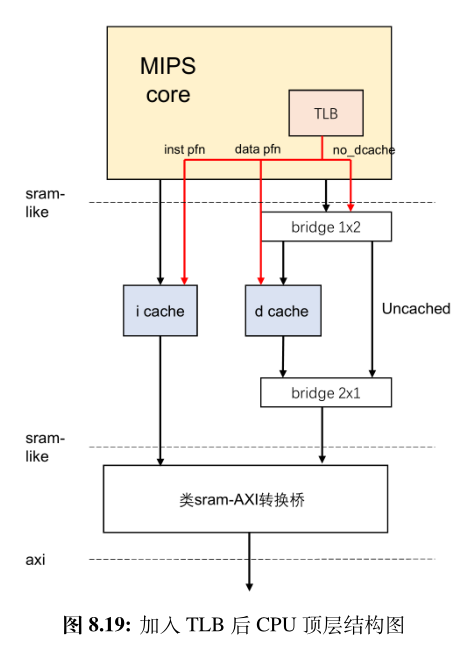 MIPS
core
TLB
inst pfn
data pfn
no_dcache
sram-
like
bridge 1x2
i cache
d cache
Uncached
bridge 2x1
sram-
like
类sram-AXI转换桥
axi
图 8.19: 加入 TLB 后 CPU 顶层结构图